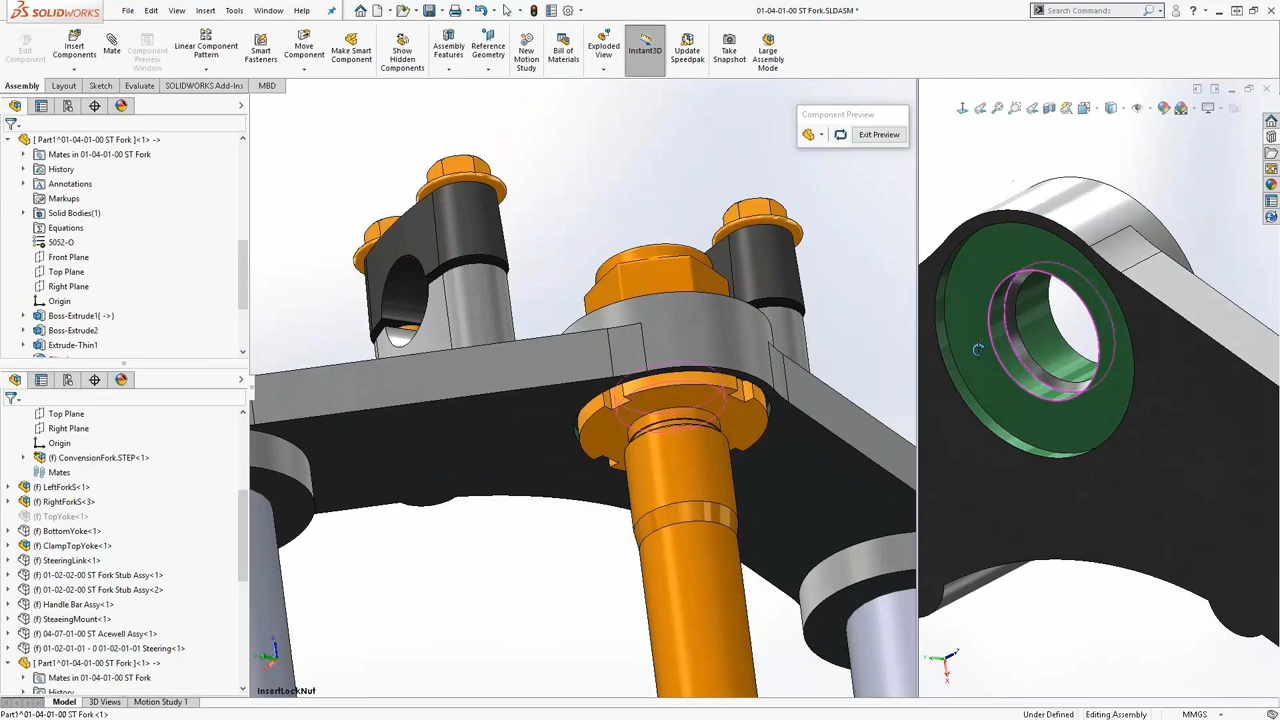 SOLIDWORKS
File
Edit
View
Insert
Tools
Window
Help
01-04-01-00 ST Fork.SLDASM *
Search Commands
Edit Component
Insert Components
Mate
Component Preview Window
Linear Component Pattern
Smart Fasteners
Move Component
Make Smart Component
Show Hidden Components
Assembly Features
Reference Geometry
New Motion Study
Bill of Materials
Exploded View
Instant3D
Update Speedpak
Take Snapshot
Large Assembly Mode
Assembly
Layout
Sketch
Evaluate
SOLIDWORKS Add-Ins
MBD
Component Preview
Exit Preview
[ Part1^01-04-01-00 ST Fork ]<1> ->
Mates in 01-04-01-00 ST Fork
History
Annotations
Markups
Solid Bodies(1)
Equations
5052-O
Front Plane
Top Plane
Right Plane
Origin
Boss-Extrude1( -> )
Boss-Extrude2
Extrude-Thin1
Top Plane
Right Plane
Origin
(f) ConvensionFork.STEP<1>
Mates
(f) LeftForkS<1>
(f) RightForkS<3>
(f) TopYoke<1>
(f) BottomYoke<1>
(f) ClampTopYoke<1>
(f) SteeringLink<1>
(f) 01-02-02-00 ST Fork Stub Assy<1>
(f) 01-02-02-00 ST Fork Stub Assy<2>
(f) Handle Bar Assy<1>
(f) SteaeingMount<1>
(f) 04-07-01-00 ST Acewell Assy<1>
(f) 01-02-01-01 - 0 01-02-01-01 Steering<1>
[ Part1^01-04-01-00 ST Fork ]<1> ->
Mates in 01-04-01-00 ST Fork
History
InsertLockNut
Model
3D Views
Motion Study 1
Part1^01-04-01-00 ST Fork<1>
Under Defined
Editing Assembly
MMGS